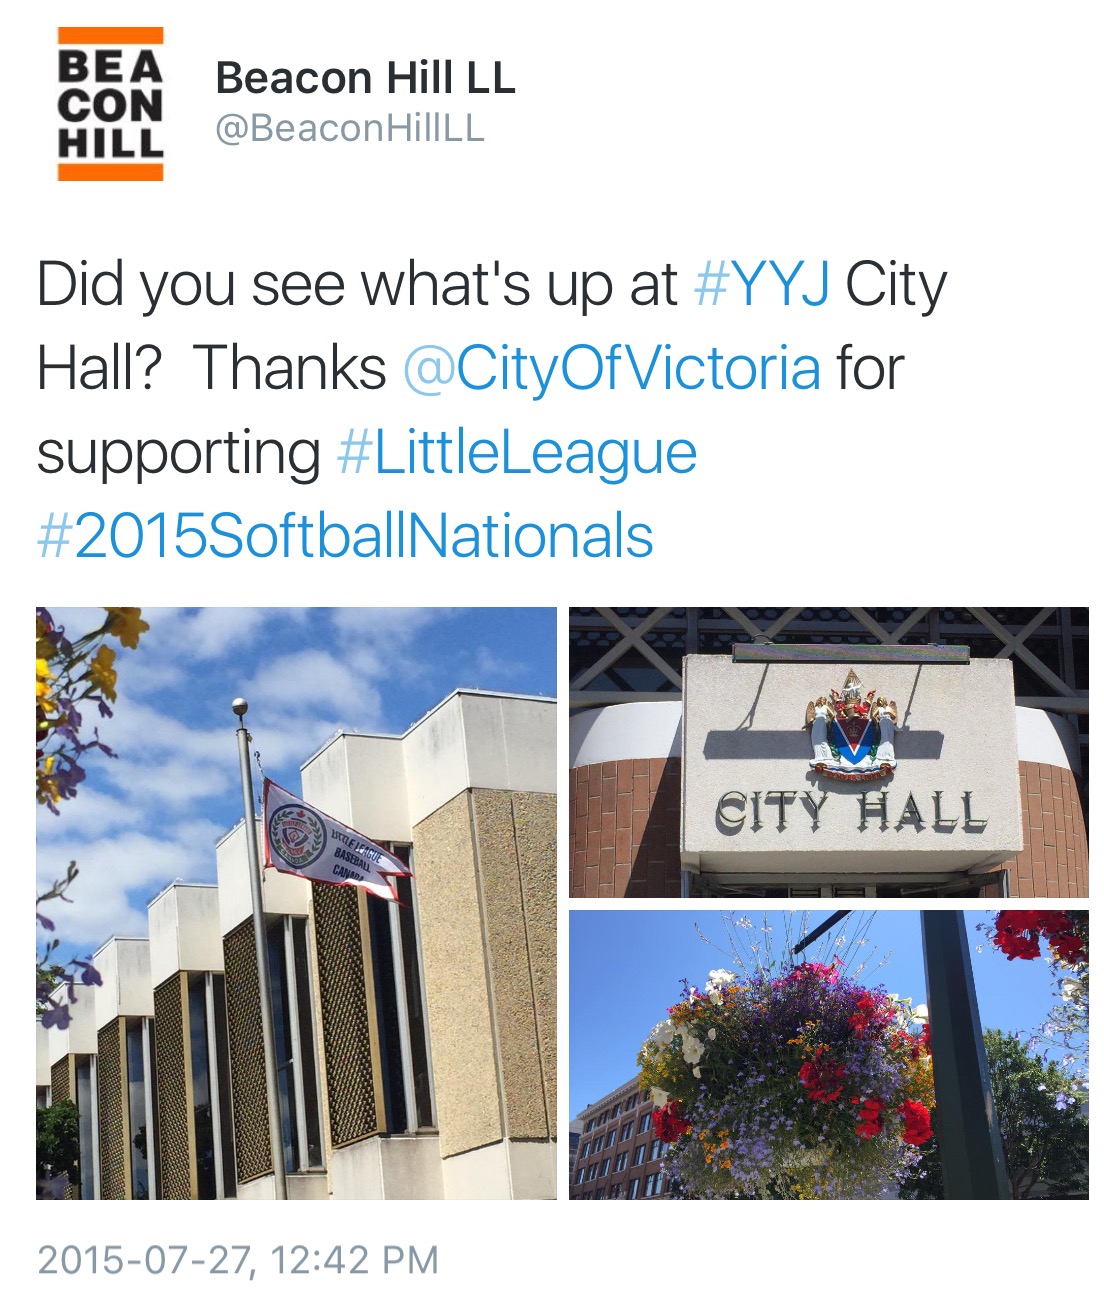 BEA
CON
HILL
Beacon Hill LL
@BeaconHillLL
Did you see what's up at #YYJ City
Hall?  Thanks @CityOfVictoria for
supporting #LittleLeague
#2015SoftballNationals
LITTLE LEAGUE
BASEBALL
CANADA
CITY HALL
2015-07-27, 12:42 PM